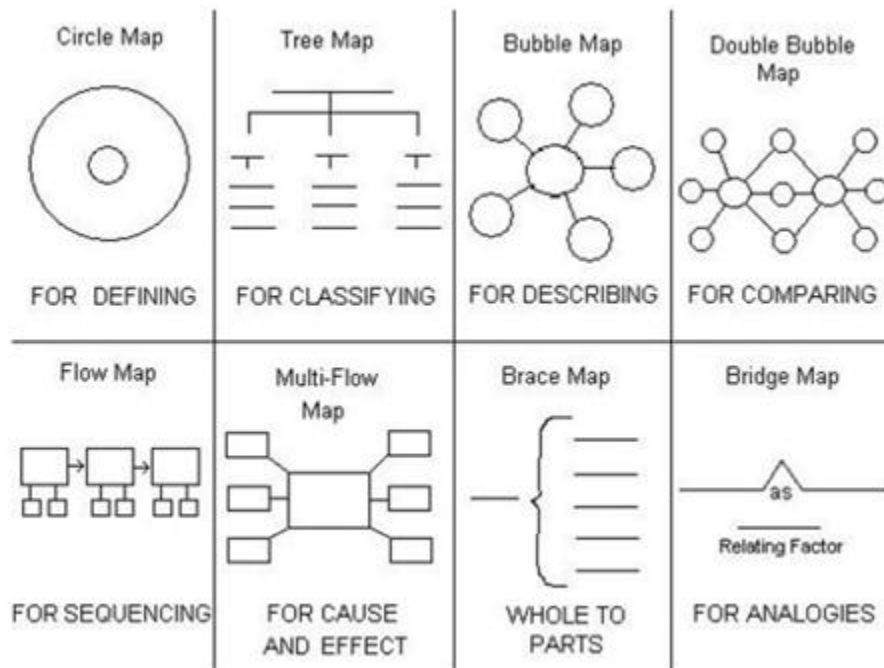 Circle Map
FOR DEFINING
Tree Map
FOR CLASSIFYING
Bubble Map
FOR DESCRIBING
Double Bubble
Map
FOR COMPARING
Flow Map
FOR SEQUENCING
Multi-Flow
Map
FOR CAUSE
AND EFFECT
Brace Map
WHOLE TO
PARTS
Bridge Map
as
Relating Factor
FOR ANALOGIES